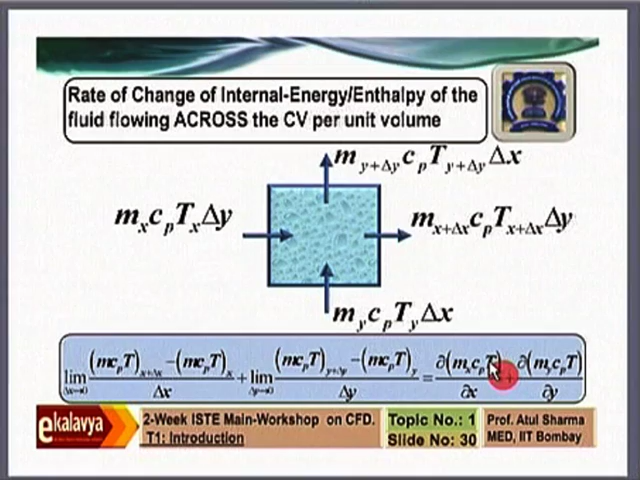 Rate of Change of Internal-Energy/Enthalpy of the
fluid flowing ACROSS the CV per unit volume
m_{y+Δy} c_p T_{y+Δy} Δx
m_x c_p T_x Δy
m_{x+Δx} c_p T_{x+Δx} Δy
m_y c_p T_y Δx
lim_{Δx→0} ((mc_pT)_{x+Δx} − (mc_pT)_x)/Δx + lim_{Δy→0} ((mc_pT)_{y+Δy} − (mc_pT)_y)/Δy = ∂(m_x c_p T)/∂x + ∂(m_y c_p T)/∂y
ekalavya
2-Week ISTE Main-Workshop on CFD.
T1: Introduction
Topic No.: 1
Slide No: 30
Prof. Atul Sharma
MED, IIT Bombay